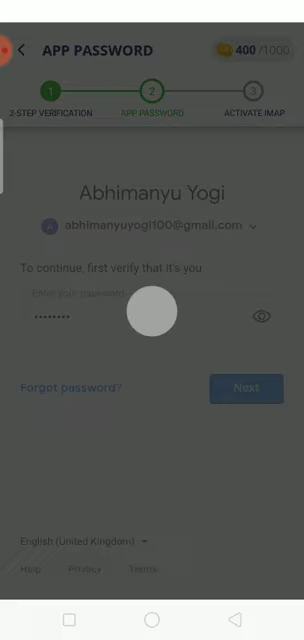 APP PASSWORD
400 /1000
1
2
3
2-STEP VERIFICATION
APP PASSWORD
ACTIVATE IMAP
Abhimanyu Yogi
A abhimanyuyogi100@gmail.com
To continue, first verify that it's you
Enter your password
••••••••
Forgot password?
Next
English (United Kingdom)
Help Privacy Terms